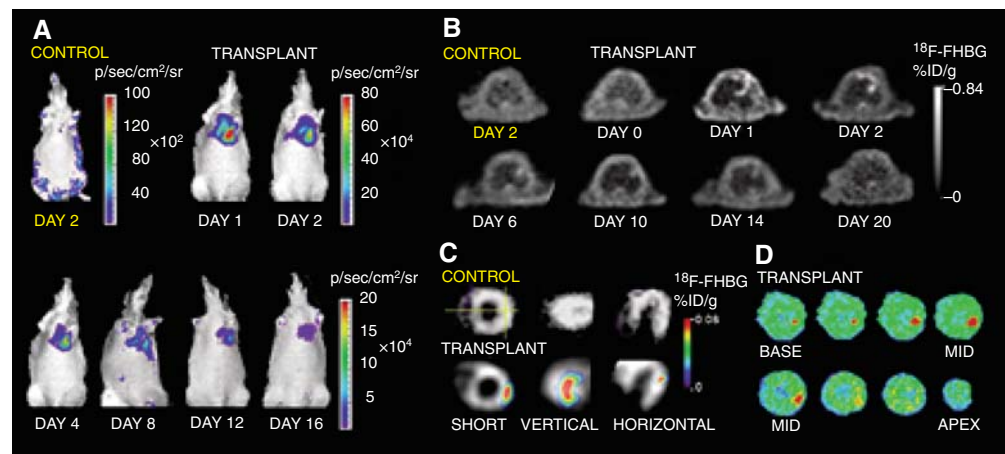 A
CONTROL
TRANSPLANT
p/sec/cm²/sr
100
120
80
40
×10²
p/sec/cm²/sr
80
60
40
20
×10⁴
DAY 2
DAY 1
DAY 2
p/sec/cm²/sr
20
15
10
5
×10⁴
DAY 4
DAY 8
DAY 12
DAY 16
B
CONTROL
TRANSPLANT
¹⁸F-FHBG
%ID/g
–0.84
–0
DAY 2
DAY 0
DAY 1
DAY 2
DAY 6
DAY 10
DAY 14
DAY 20
C
CONTROL
¹⁸F-FHBG
%ID/g
.0
TRANSPLANT
SHORT
VERTICAL
HORIZONTAL
D
TRANSPLANT
BASE
MID
MID
APEX